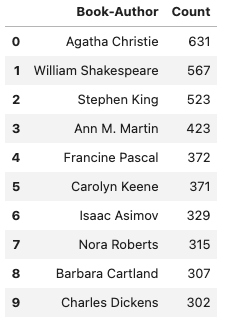 Book-Author Count
0 Agatha Christie 631
1 William Shakespeare 567
2 Stephen King 523
3 Ann M. Martin 423
4 Francine Pascal 372
5 Carolyn Keene 371
6 Isaac Asimov 329
7 Nora Roberts 315
8 Barbara Cartland 307
9 Charles Dickens 302